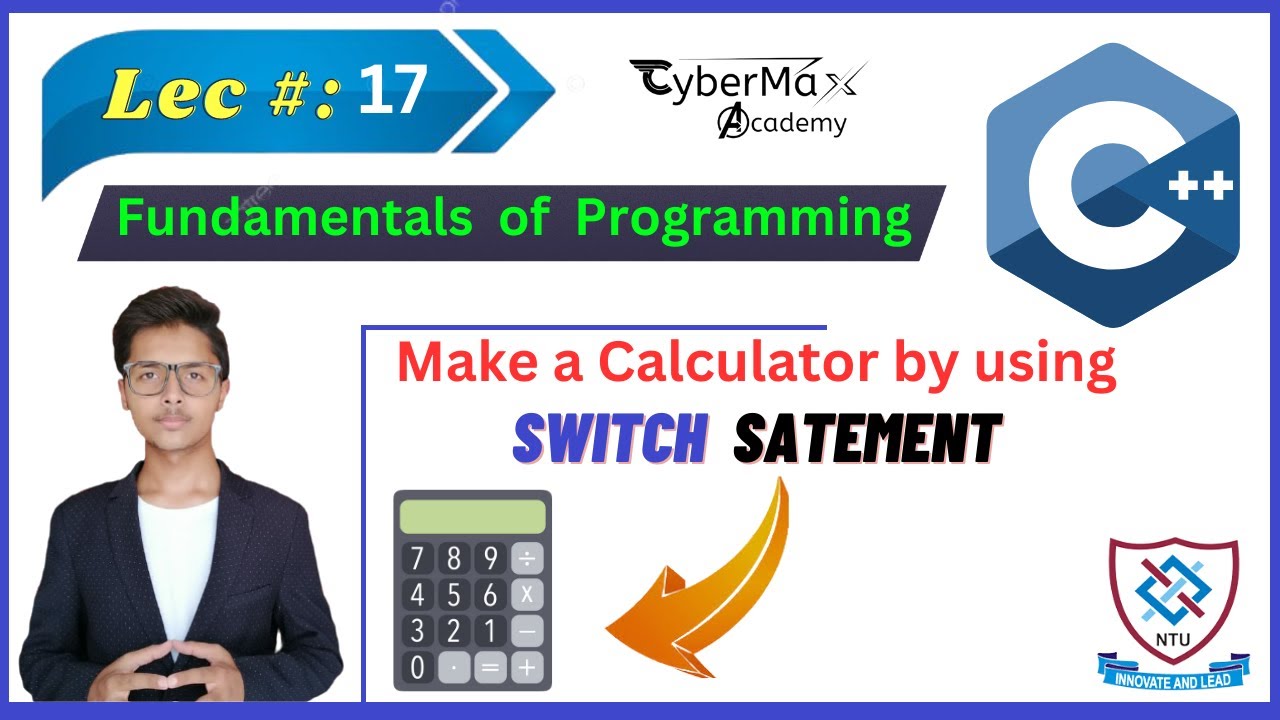 Lec #: 17
CyberMax
Academy
C++
Fundamentals of Programming
Make a Calculator by using
SWITCH SATEMENT
7 8 9 ÷
4 5 6 X
3 2 1 −
0 · = +
NTU
INNOVATE AND LEAD